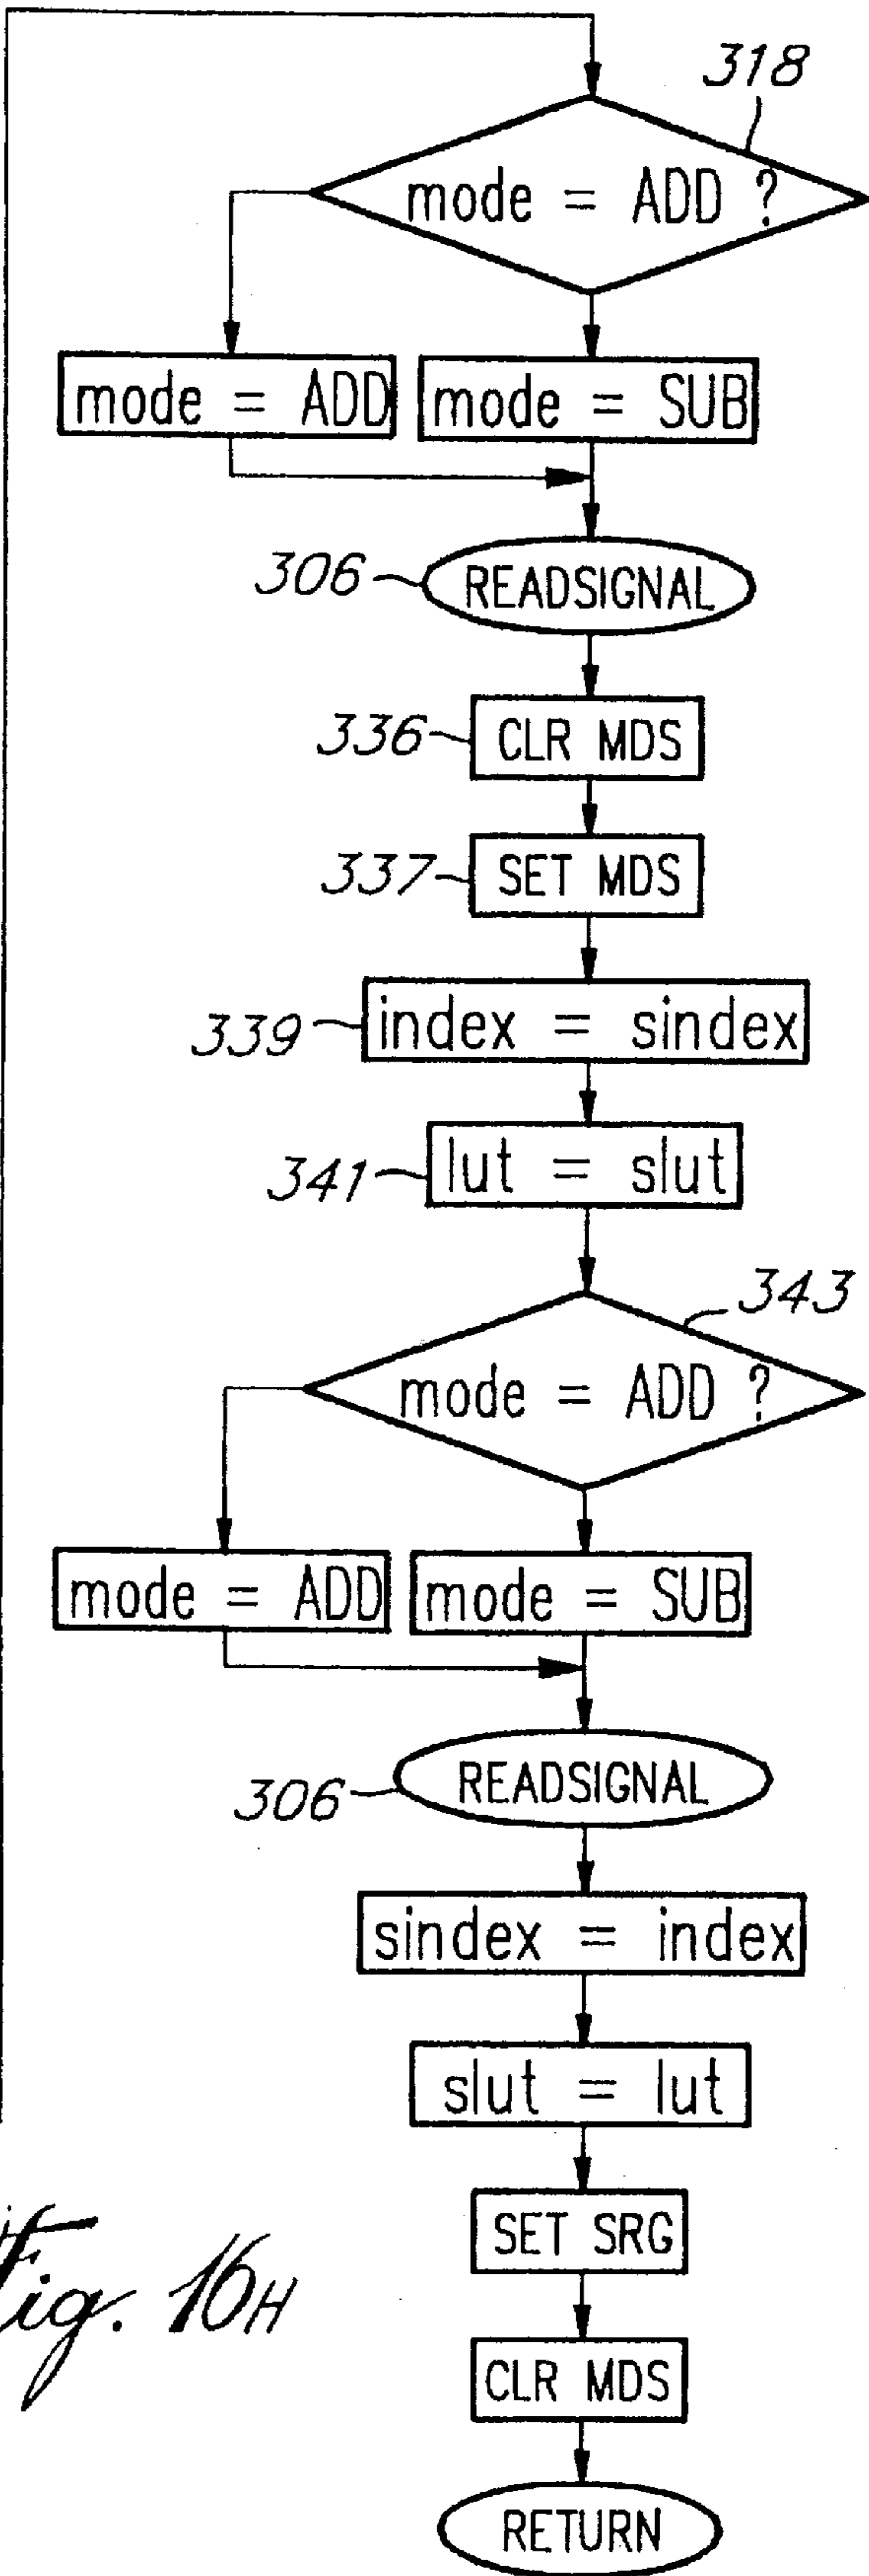 318
mode = ADD ?
mode = ADD
mode = SUB
306
READSIGNAL
336
CLR MDS
337
SET MDS
339
index = sindex
341
lut = slut
343
mode = ADD ?
mode = ADD
mode = SUB
306
READSIGNAL
sindex = index
slut = lut
SET SRG
CLR MDS
RETURN
Fig. 16H